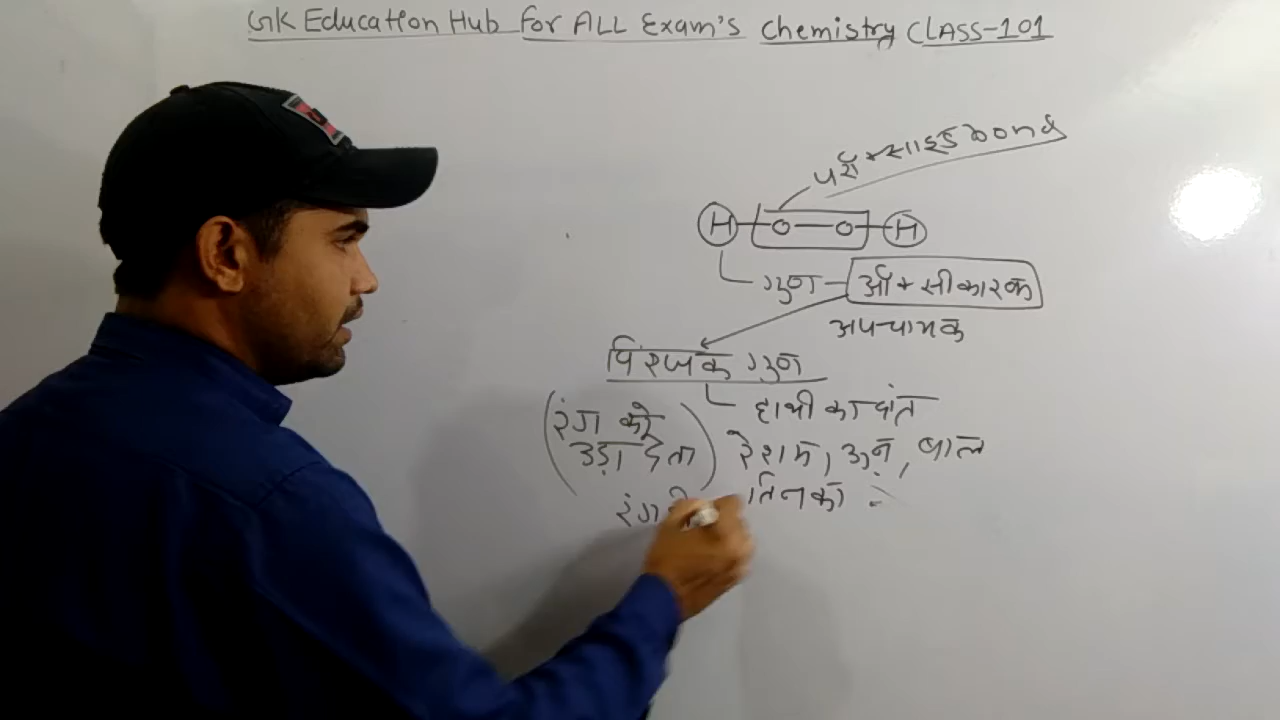 GK Education Hub For ALL Exam's Chemistry CLASS-101
परॉक्साइड bond
H—O—O—H
गुण — ऑक्सीकारक
अपचायक
विरंजक गुण
हाथी का दांत
(रंग को उड़ा देता)
रेशम, ऊन, बाल
तिनका
रंग